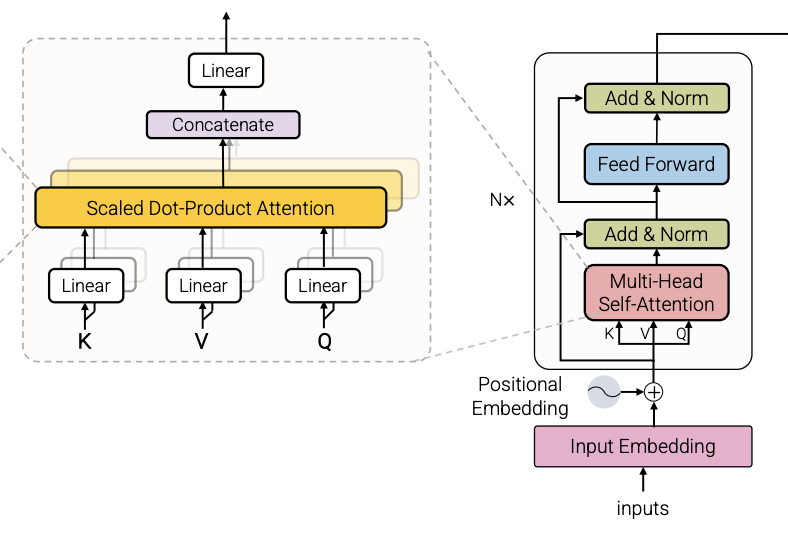 Linear
Concatenate
Scaled Dot-Product Attention
Linear
Linear
Linear
K
V
Q
N×
Add & Norm
Feed Forward
Add & Norm
Multi-Head
Self-Attention
K
V
Q
Positional
Embedding
Input Embedding
inputs